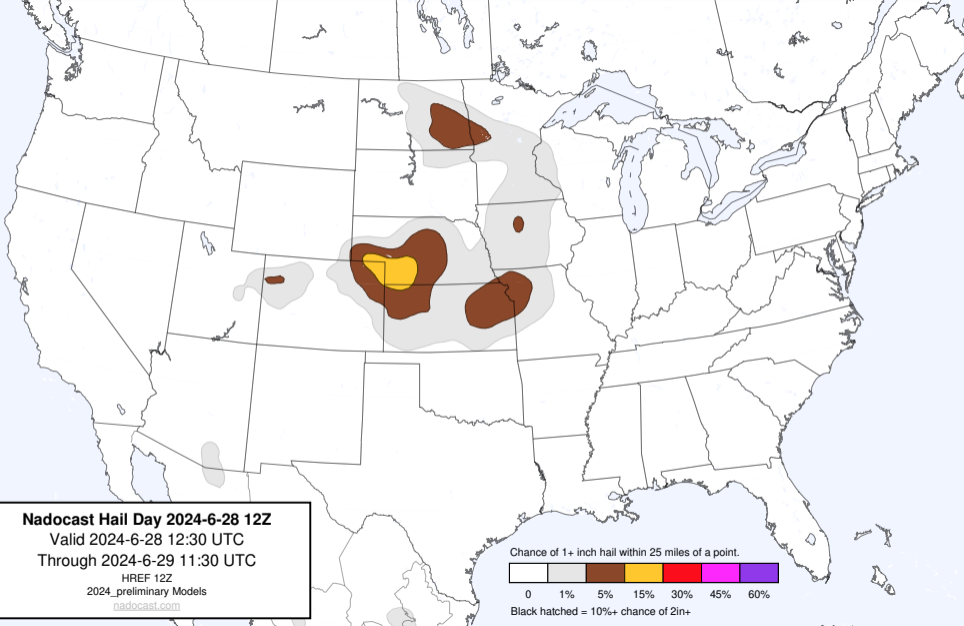 Nadocast Hail Day 2024-6-28 12Z
Valid 2024-6-28 12:30 UTC
Through 2024-6-29 11:30 UTC
HREF 12Z
2024_preliminary Models
nadocast.com
Chance of 1+ inch hail within 25 miles of a point.
0 1% 5% 15% 30% 45% 60%
Black hatched = 10%+ chance of 2in+